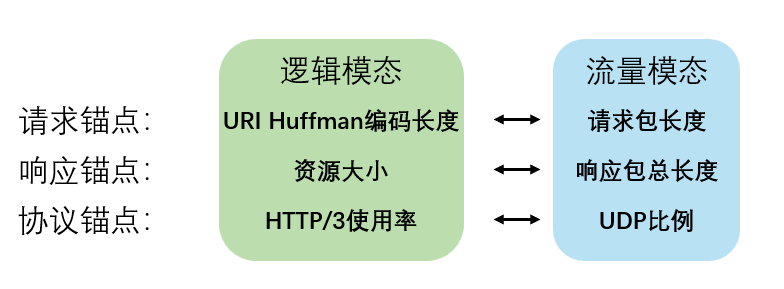 逻辑模态 流量模态
请求锚点： URI Huffman编码长度 请求包长度
响应锚点： 资源大小 响应包总长度
协议锚点： HTTP/3使用率 UDP比例